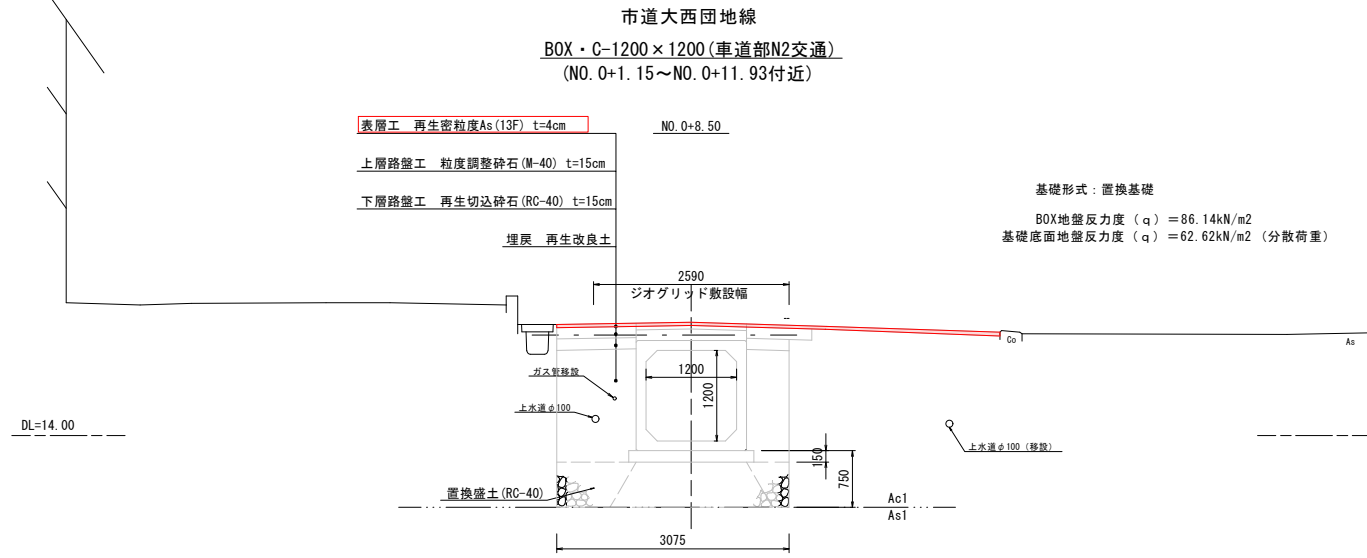 市道大西団地線
BOX・C-1200×1200(車道部N2交通)
(NO.0+1.15～NO.0+11.93付近)
表層工　再生密粒度As(13F) t=4cm
NO.0+8.50
上層路盤工　粒度調整砕石(M-40) t=15cm
下層路盤工　再生切込砕石(RC-40) t=15cm
埋戻　再生改良土
基礎形式：置換基礎
BOX地盤反力度（q）＝86.14kN/m2
基礎底面地盤反力度（q）＝62.62kN/m2（分散荷重）
2590
ジオグリッド敷設幅
Co
As
ガス管移設
1200
1200
上水道φ100
DL=14.00
上水道φ100（移設）
150
750
置換盛土(RC-40)
Ac1
As1
3075